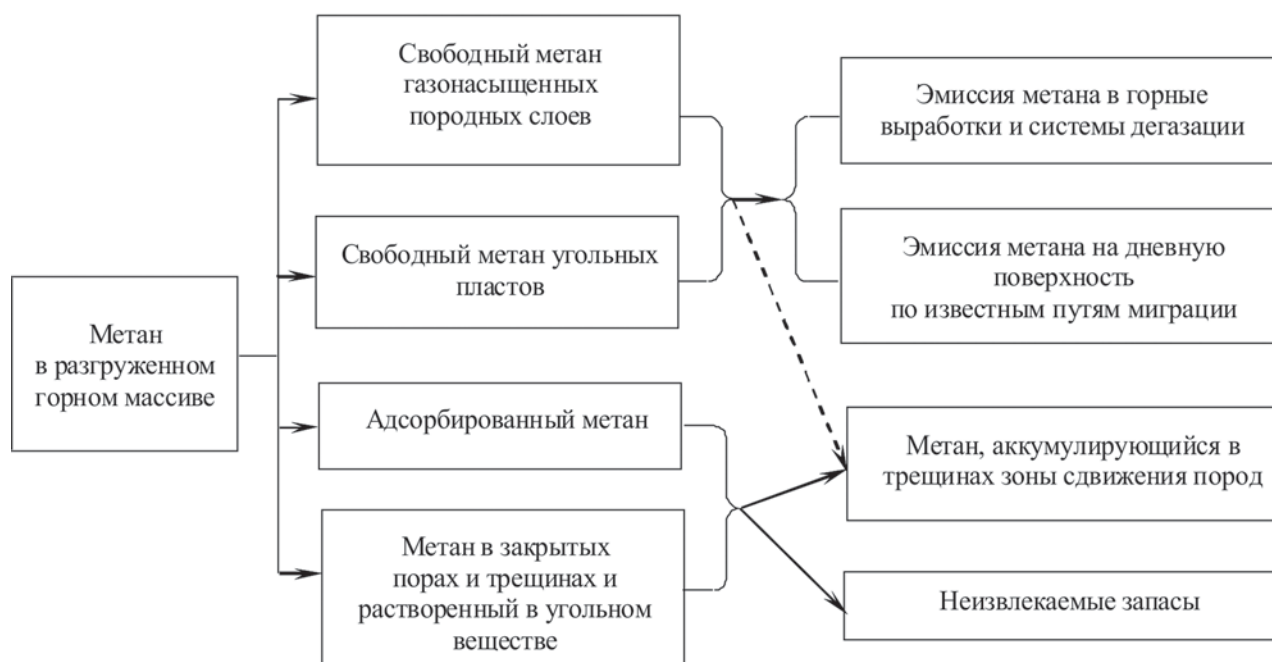 Метан
в разгруженном
горном массиве
Свободный метан
газонасыщенных
породных слоев
Свободный метан угольных
пластов
Адсорбированный метан
Метан в закрытых
порах и трещинах и
растворенный в угольном
веществе
Эмиссия метана в горные
выработки и системы дегазации
Эмиссия метана на дневную
поверхность
по известным путям миграции
Метан, аккумулирующийся в
трещинах зоны сдвижения пород
Неизвлекаемые запасы